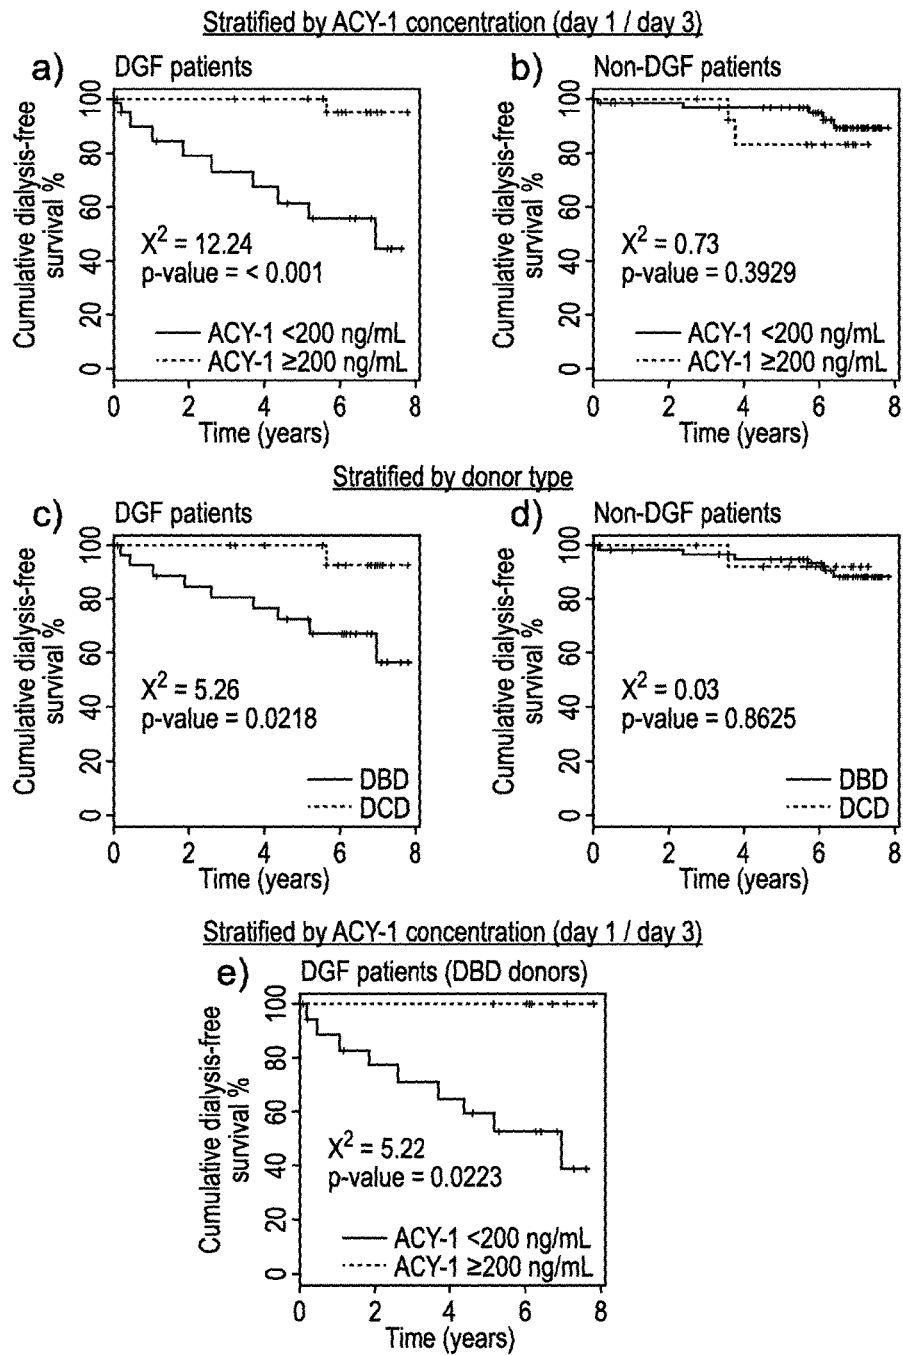 Stratified by ACY-1 concentration (day 1 / day 3)
a) DGF patients
100
80
60
40
20
0
Cumulative dialysis-free
survival %
X² = 12.24
p-value = < 0.001
ACY-1 <200 ng/mL
ACY-1 ≥200 ng/mL
0 2 4 6 8
Time (years)
b) Non-DGF patients
100
80
60
40
20
0
Cumulative dialysis-free
survival %
X² = 0.73
p-value = 0.3929
ACY-1 <200 ng/mL
ACY-1 ≥200 ng/mL
0 2 4 6 8
Time (years)
Stratified by donor type
c) DGF patients
100
80
60
40
20
0
Cumulative dialysis-free
survival %
X² = 5.26
p-value = 0.0218
DBD
DCD
0 2 4 6 8
Time (years)
d) Non-DGF patients
100
80
60
40
20
0
Cumulative dialysis-free
survival %
X² = 0.03
p-value = 0.8625
DBD
DCD
0 2 4 6 8
Time (years)
Stratified by ACY-1 concentration (day 1 / day 3)
e) DGF patients (DBD donors)
100
80
60
40
20
0
Cumulative dialysis-free
survival %
X² = 5.22
p-value = 0.0223
ACY-1 <200 ng/mL
ACY-1 ≥200 ng/mL
0 2 4 6 8
Time (years)